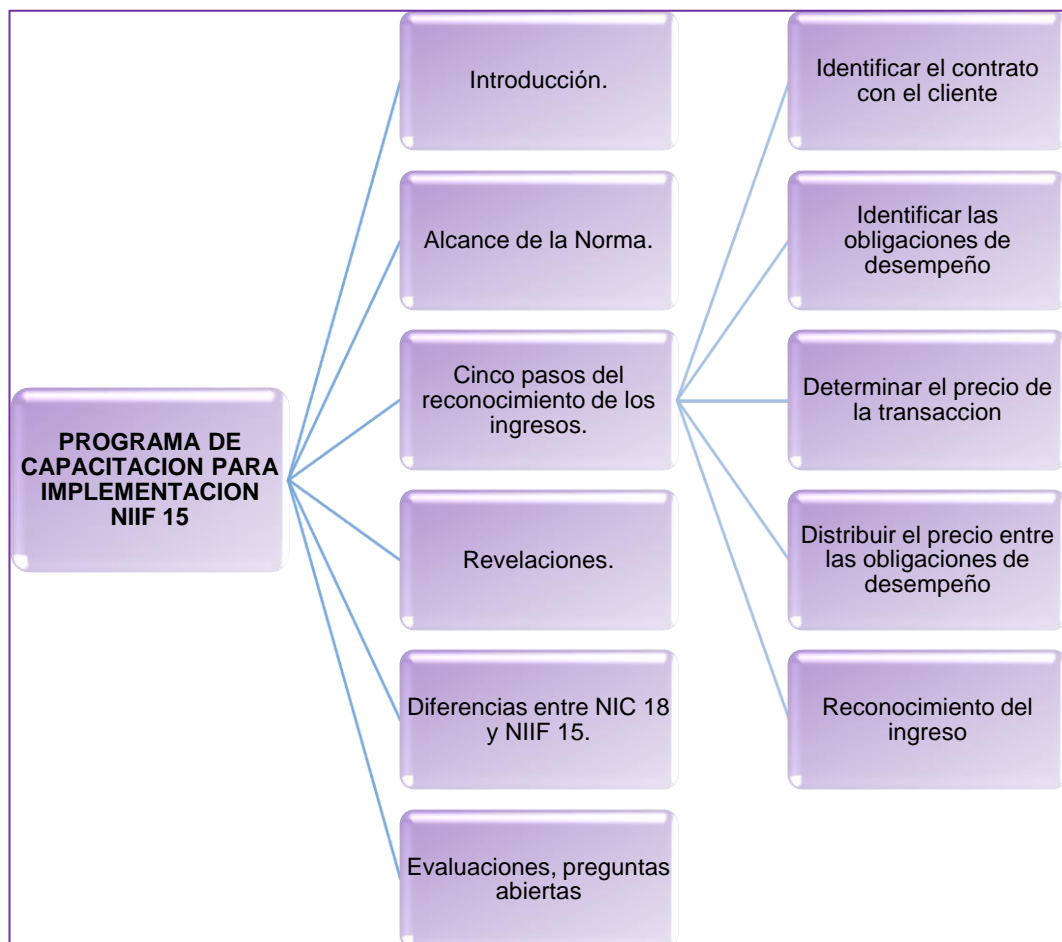 PROGRAMA DE
CAPACITACION PARA
IMPLEMENTACION
NIIF 15
Introducción.
Alcance de la Norma.
Cinco pasos del
reconocimiento de los
ingresos.
Revelaciones.
Diferencias entre NIC 18
y NIIF 15.
Evaluaciones, preguntas
abiertas
Identificar el contrato
con el cliente
Identificar las
obligaciones de
desempeño
Determinar el precio de
la transaccion
Distribuir el precio entre
las obligaciones de
desempeño
Reconocimiento del
ingreso